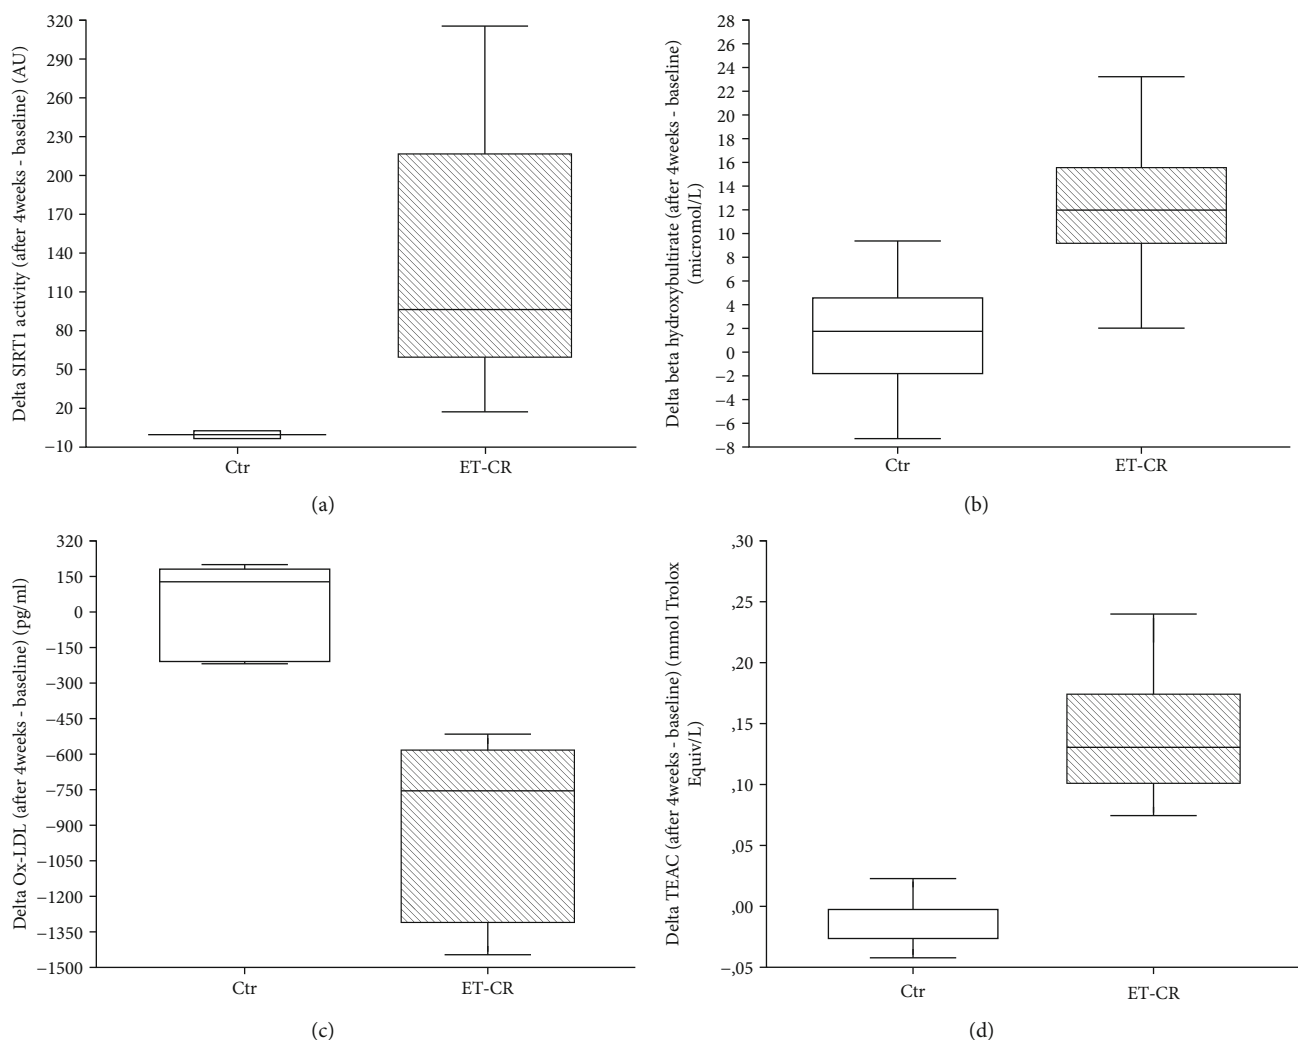 Delta SIRT1 activity (after 4weeks - baseline) (AU)
320
290
260
230
200
170
140
110
80
50
20
−10
Ctr
ET-CR
(a)
Delta beta hydroxybultirate (after 4weeks - baseline)
(micromol/L)
28
26
24
22
20
18
16
14
12
10
8
6
4
2
0
−2
−4
−6
−8
Ctr
ET-CR
(b)
Delta Ox-LDL (after 4weeks - baseline) (pg/ml)
320
150
0
−150
−300
−450
−600
−750
−900
−1050
−1200
−1350
−1500
Ctr
ET-CR
(c)
Delta TEAC (after 4weeks - baseline) (mmol Trolox
Equiv/L)
,30
,25
,20
,15
,10
,05
,00
−,05
Ctr
ET-CR
(d)